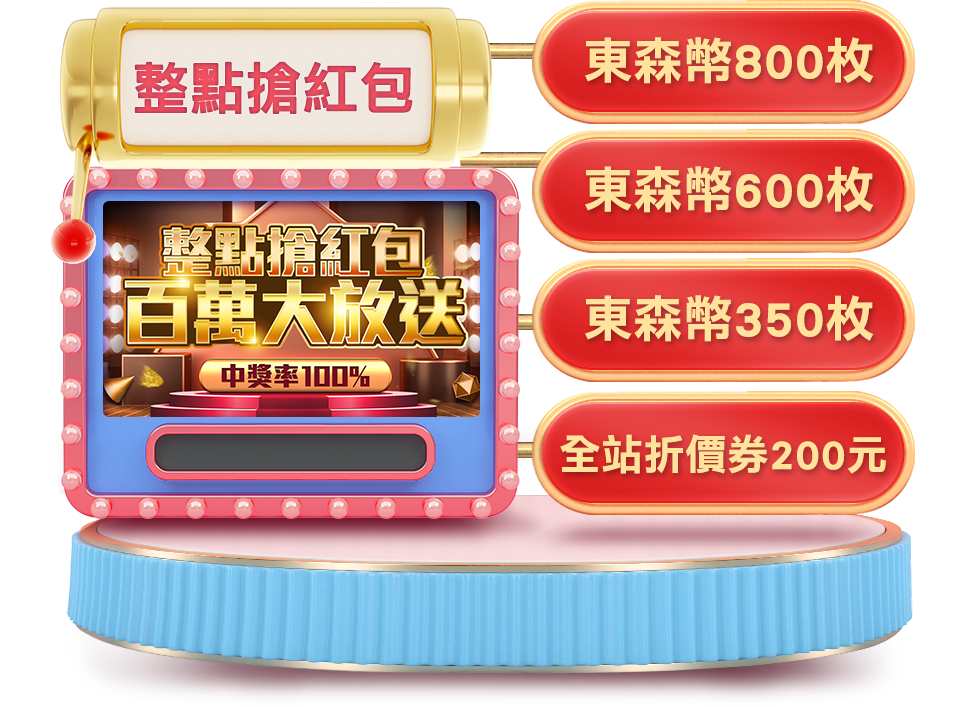 整點搶紅包
整點搶紅包
百萬大放送
中獎率100%
東森幣800枚
東森幣600枚
東森幣350枚
全站折價券200元